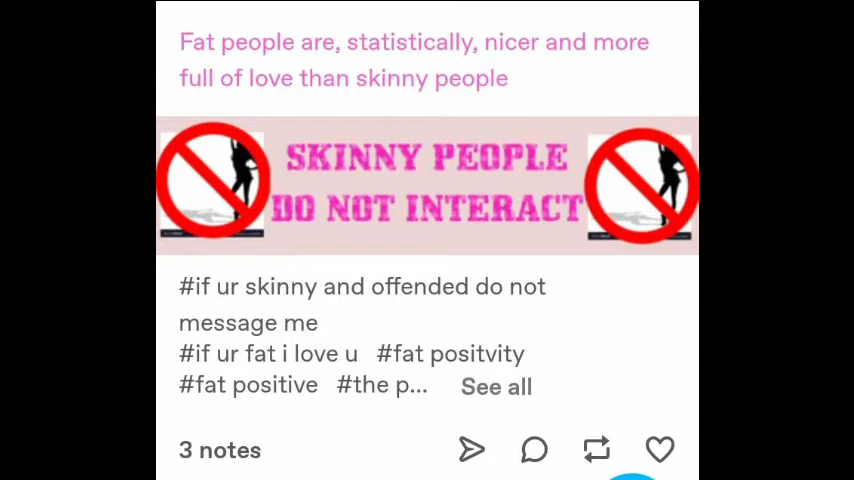 Fat people are, statistically, nicer and more
full of love than skinny people
SKINNY PEOPLE
DO NOT INTERACT
#if ur skinny and offended do not
message me
#if ur fat i love u #fat positvity
#fat positive #the p... See all
3 notes